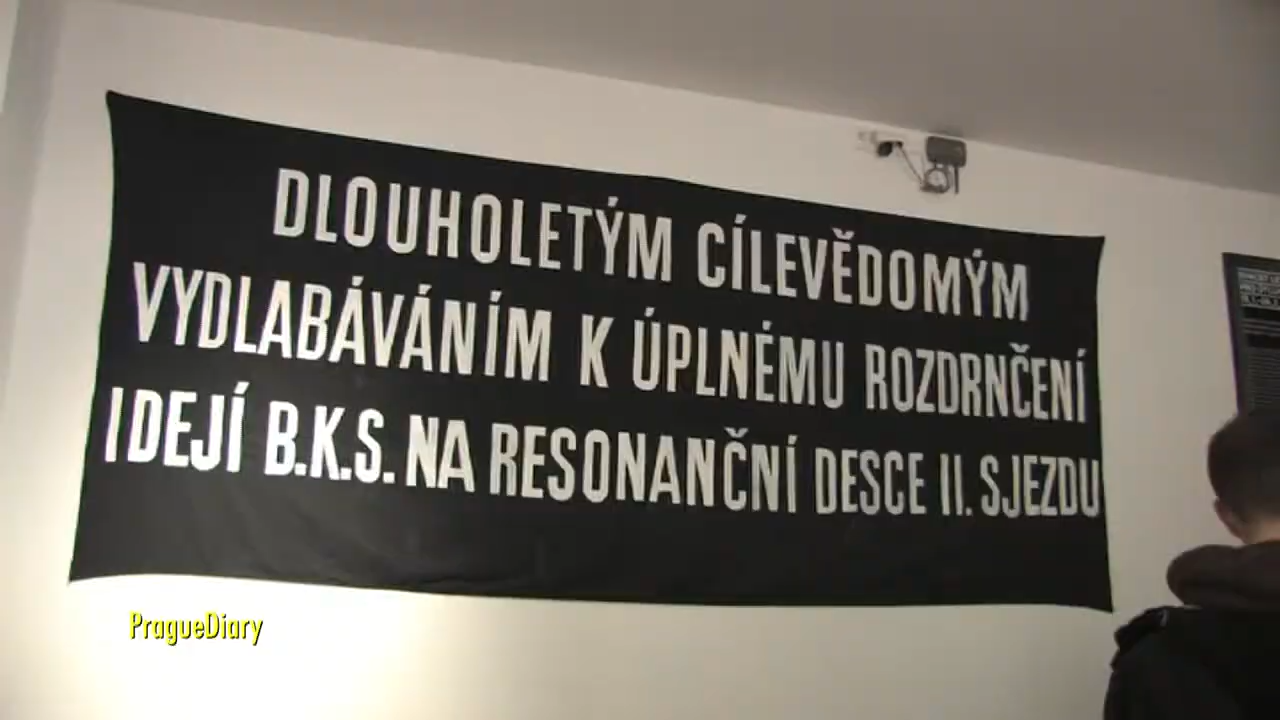 DLOUHOLETÝM CÍLEVĚDOMÝM
VYDLABÁVÁNÍM K ÚPLNÉMU ROZDRNČENÍ
IDEJÍ B.K.S. NA RESONANČNÍ DESCE II. SJEZDU
PragueDiary